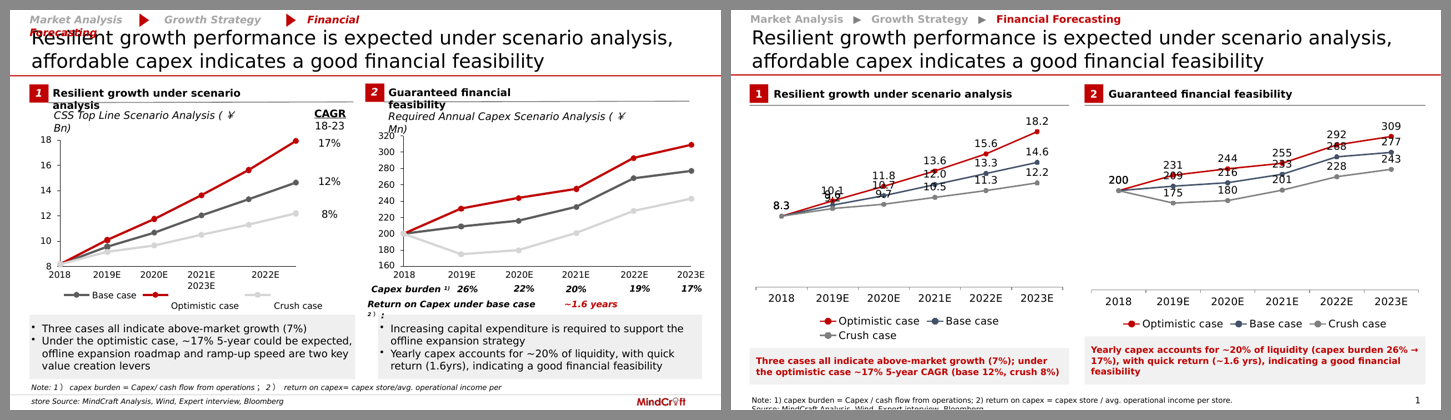 Market Analysis ▶ Growth Strategy ▶ Financial
Forecasting
Resilient growth performance is expected under scenario analysis,
affordable capex indicates a good financial feasibility
1 Resilient growth under scenario
analysis
CSS Top Line Scenario Analysis ( ¥
Bn)
CAGR
18-23
18
16
14
12
10
8
17%
12%
8%
2018 2019E 2020E 2021E 2022E
2023E
Base case
Optimistic case
Crush case
2 Guaranteed financial
feasibility
Required Annual Capex Scenario Analysis ( ¥
Mn)
320
300
280
260
240
220
200
180
160
2018 2019E 2020E 2021E 2022E 2023E
Capex burden 1) 26% 22% 20% 19% 17%
Return on Capex under base case ~1.6 years
2) :
• Three cases all indicate above-market growth (7%)
• Under the optimistic case, ~17% 5-year could be expected,
offline expansion roadmap and ramp-up speed are two key
value creation levers
• Increasing capital expenditure is required to support the
offline expansion strategy
• Yearly capex accounts for ~20% of liquidity, with quick
return (1.6yrs), indicating a good financial feasibility
Note: 1） capex burden = Capex/ cash flow from operations； 2） return on capex= capex store/avg. operational income per
store Source: MindCraft Analysis, Wind, Expert interview, Bloomberg
MindCraft
Market Analysis ▶ Growth Strategy ▶ Financial Forecasting
Resilient growth performance is expected under scenario analysis,
affordable capex indicates a good financial feasibility
1 Resilient growth under scenario analysis
18.2
15.6
14.6
13.6
13.3
12.2
11.8
12.0
11.3
10.1
10.7
10.5
9.6
9.7
8.3
2018 2019E 2020E 2021E 2022E 2023E
Optimistic case Base case
Crush case
Three cases all indicate above-market growth (7%); under
the optimistic case ~17% 5-year CAGR (base 12%, crush 8%)
2 Guaranteed financial feasibility
309
292
277
268
255
244
243
231
233
228
209
216
200
201
175
180
2018 2019E 2020E 2021E 2022E 2023E
Optimistic case Base case Crush case
Yearly capex accounts for ~20% of liquidity (capex burden 26% →
17%), with quick return (~1.6 yrs), indicating a good financial
feasibility
Note: 1) capex burden = Capex / cash flow from operations; 2) return on capex = capex store / avg. operational income per store.
Source: MindCraft Analysis, Wind, Expert interview, Bloomberg
1